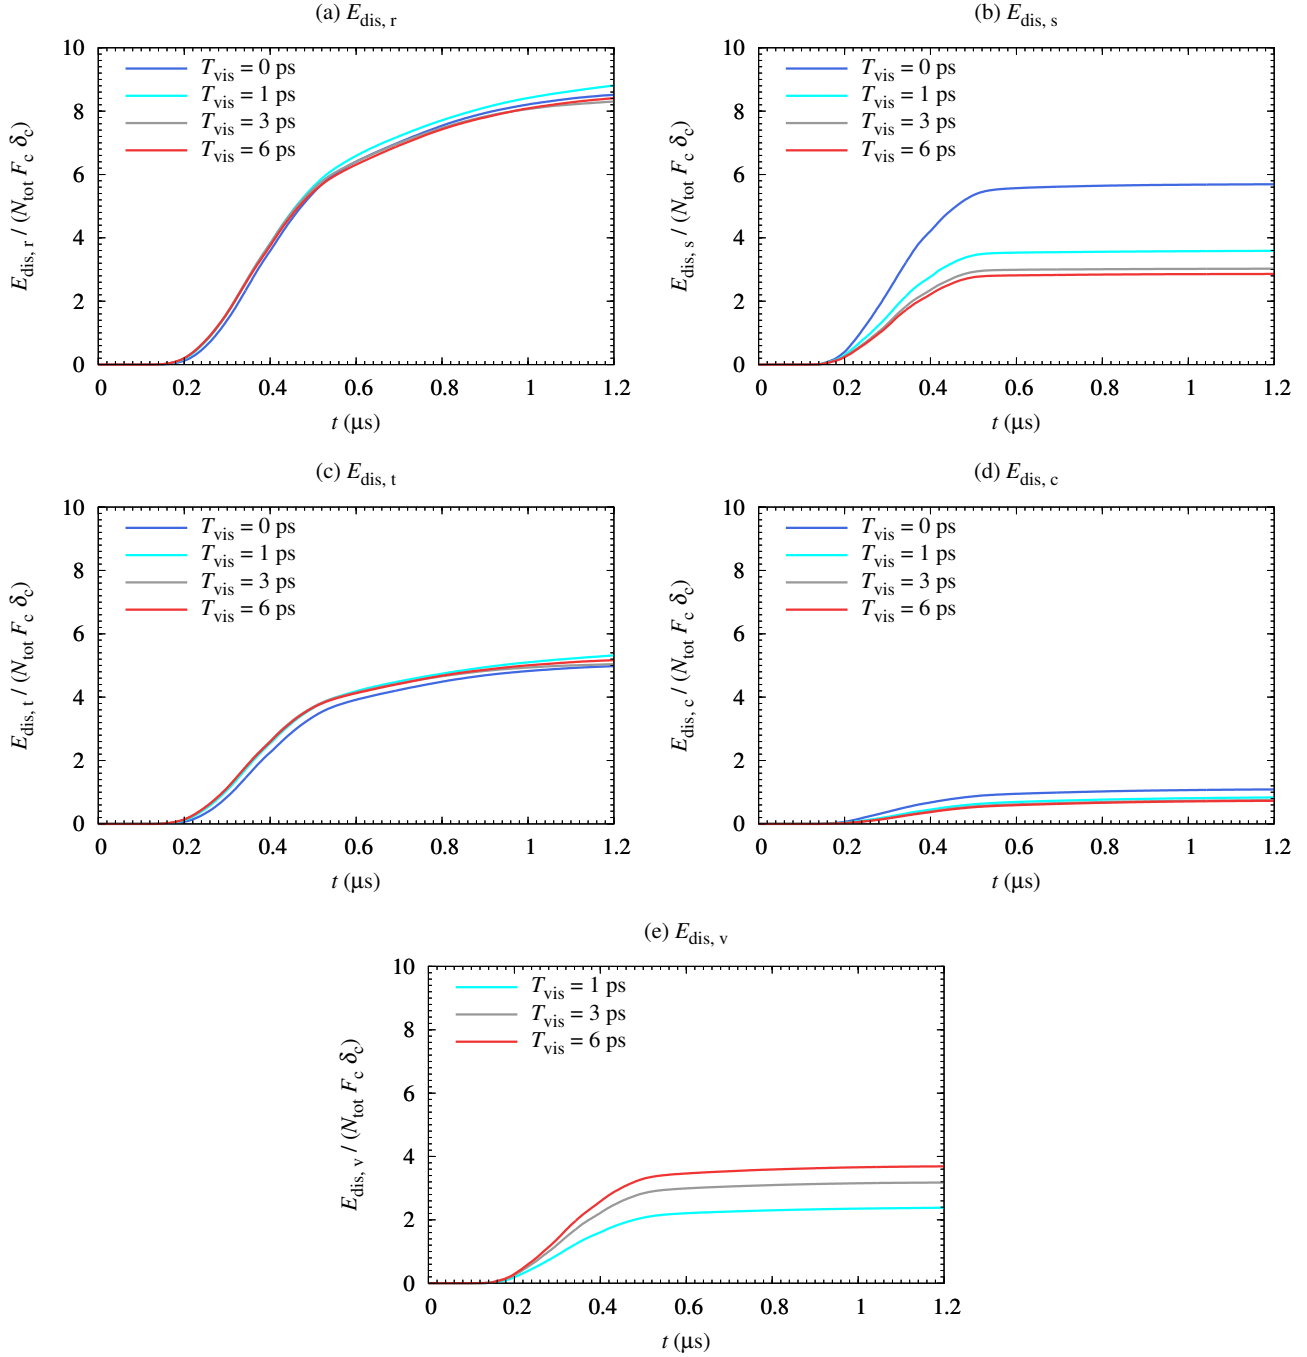 (a) E_dis, r
10
8
6
4
2
0
E_dis, r / (N_tot F_c δ_c)
T_vis = 0 ps
T_vis = 1 ps
T_vis = 3 ps
T_vis = 6 ps
0 0.2 0.4 0.6 0.8 1 1.2
t (µs)
(b) E_dis, s
10
8
6
4
2
0
E_dis, s / (N_tot F_c δ_c)
T_vis = 0 ps
T_vis = 1 ps
T_vis = 3 ps
T_vis = 6 ps
0 0.2 0.4 0.6 0.8 1 1.2
t (µs)
(c) E_dis, t
10
8
6
4
2
0
E_dis, t / (N_tot F_c δ_c)
T_vis = 0 ps
T_vis = 1 ps
T_vis = 3 ps
T_vis = 6 ps
0 0.2 0.4 0.6 0.8 1 1.2
t (µs)
(d) E_dis, c
10
8
6
4
2
0
E_dis, c / (N_tot F_c δ_c)
T_vis = 0 ps
T_vis = 1 ps
T_vis = 3 ps
T_vis = 6 ps
0 0.2 0.4 0.6 0.8 1 1.2
t (µs)
(e) E_dis, v
10
8
6
4
2
0
E_dis, v / (N_tot F_c δ_c)
T_vis = 1 ps
T_vis = 3 ps
T_vis = 6 ps
0 0.2 0.4 0.6 0.8 1 1.2
t (µs)